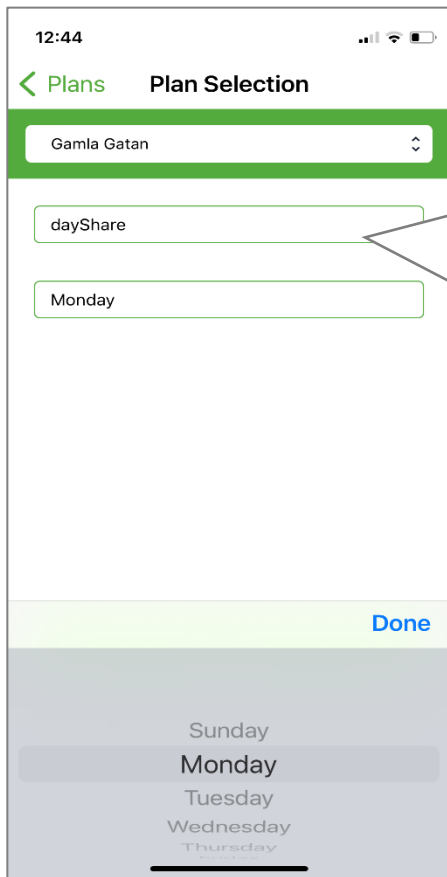 12:44
Plans Plan Selection
Gamla Gatan
dayShare
Monday
Done
Sunday
Monday
Tuesday
Wednesday
Thursday